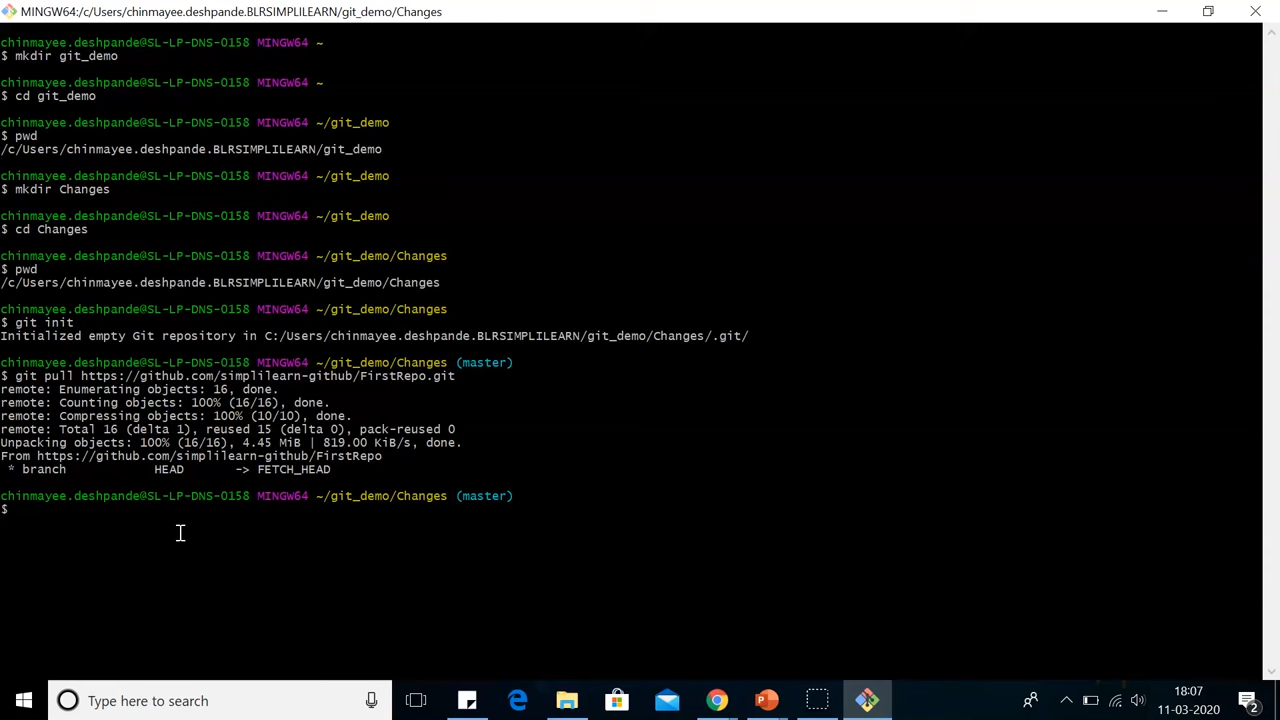 MINGW64:/c/Users/chinmayee.deshpande.BLRSIMPLILEARN/git_demo/Changes
chinmayee.deshpande@SL-LP-DNS-0158 MINGW64 ~
$ mkdir git_demo
chinmayee.deshpande@SL-LP-DNS-0158 MINGW64 ~
$ cd git_demo
chinmayee.deshpande@SL-LP-DNS-0158 MINGW64 ~/git_demo
$ pwd
/c/Users/chinmayee.deshpande.BLRSIMPLILEARN/git_demo
chinmayee.deshpande@SL-LP-DNS-0158 MINGW64 ~/git_demo
$ mkdir Changes
chinmayee.deshpande@SL-LP-DNS-0158 MINGW64 ~/git_demo
$ cd Changes
chinmayee.deshpande@SL-LP-DNS-0158 MINGW64 ~/git_demo/Changes
$ pwd
/c/Users/chinmayee.deshpande.BLRSIMPLILEARN/git_demo/Changes
chinmayee.deshpande@SL-LP-DNS-0158 MINGW64 ~/git_demo/Changes
$ git init
Initialized empty Git repository in C:/Users/chinmayee.deshpande.BLRSIMPLILEARN/git_demo/Changes/.git/
chinmayee.deshpande@SL-LP-DNS-0158 MINGW64 ~/git_demo/Changes (master)
$ git pull https://github.com/simplilearn-github/FirstRepo.git
remote: Enumerating objects: 16, done.
remote: Counting objects: 100% (16/16), done.
remote: Compressing objects: 100% (10/10), done.
remote: Total 16 (delta 1), reused 15 (delta 0), pack-reused 0
Unpacking objects: 100% (16/16), 4.45 MiB | 819.00 KiB/s, done.
From https://github.com/simplilearn-github/FirstRepo
 * branch            HEAD       -> FETCH_HEAD
chinmayee.deshpande@SL-LP-DNS-0158 MINGW64 ~/git_demo/Changes (master)
$
Type here to search
18:07
11-03-2020
2